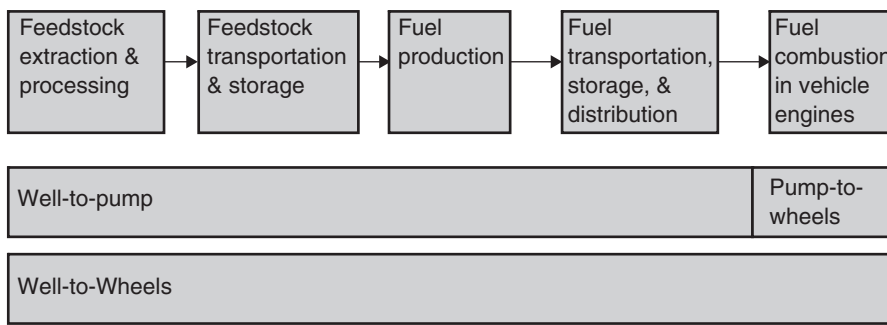 Feedstock
extraction &
processing
Feedstock
transportation
& storage
Fuel
production
Fuel
transportation,
storage, &
distribution
Fuel
combustion
in vehicle
engines
Well-to-pump
Pump-to-
wheels
Well-to-Wheels